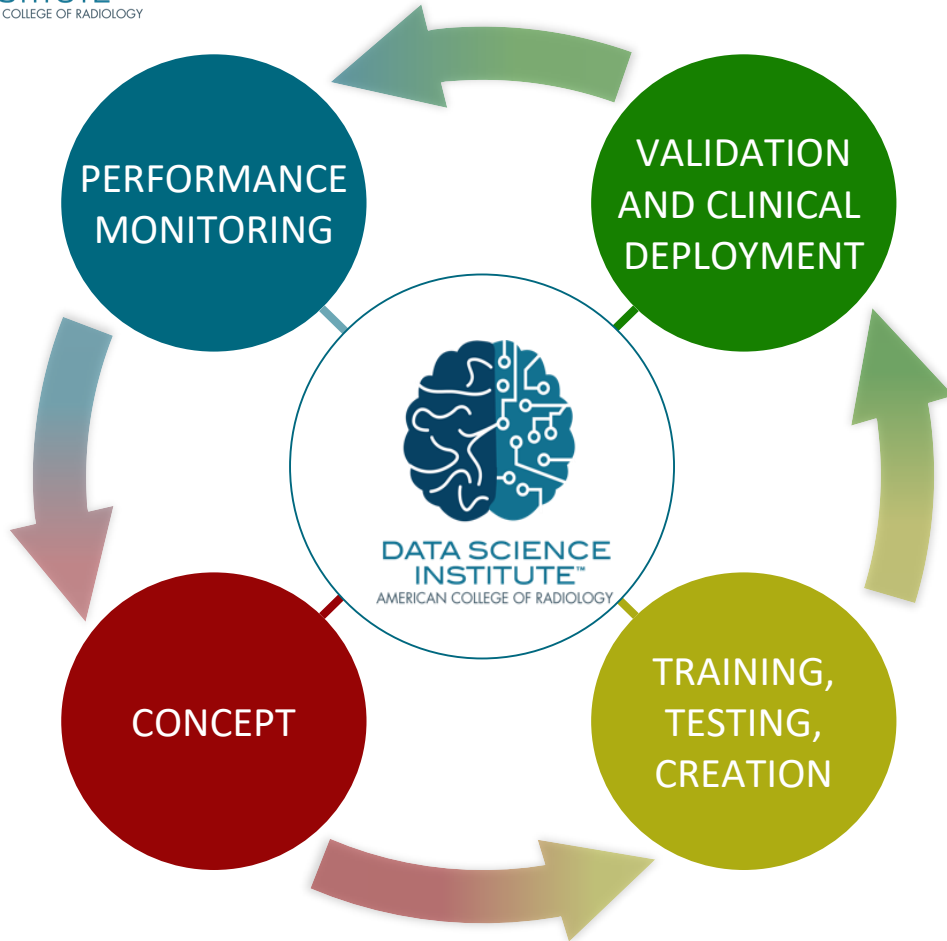 COLLEGE OF RADIOLOGY
PERFORMANCE
MONITORING
VALIDATION
AND CLINICAL
DEPLOYMENT
DATA SCIENCE
INSTITUTE™
AMERICAN COLLEGE OF RADIOLOGY
CONCEPT
TRAINING,
TESTING,
CREATION